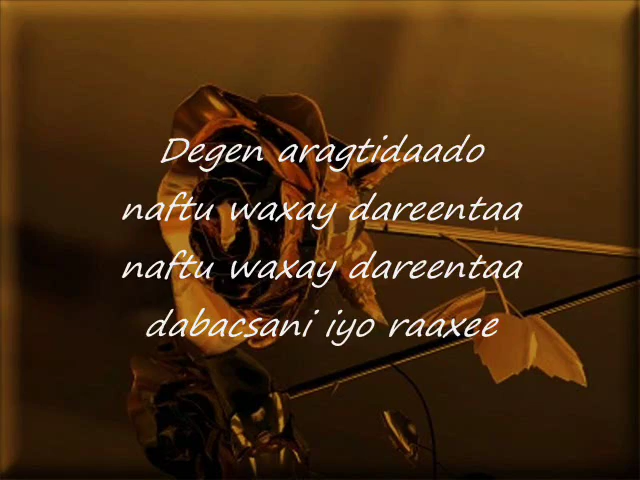 Degen aragtidaado
naftu waxay dareentaa
naftu waxay dareentaa
dabacsani iyo raaxee